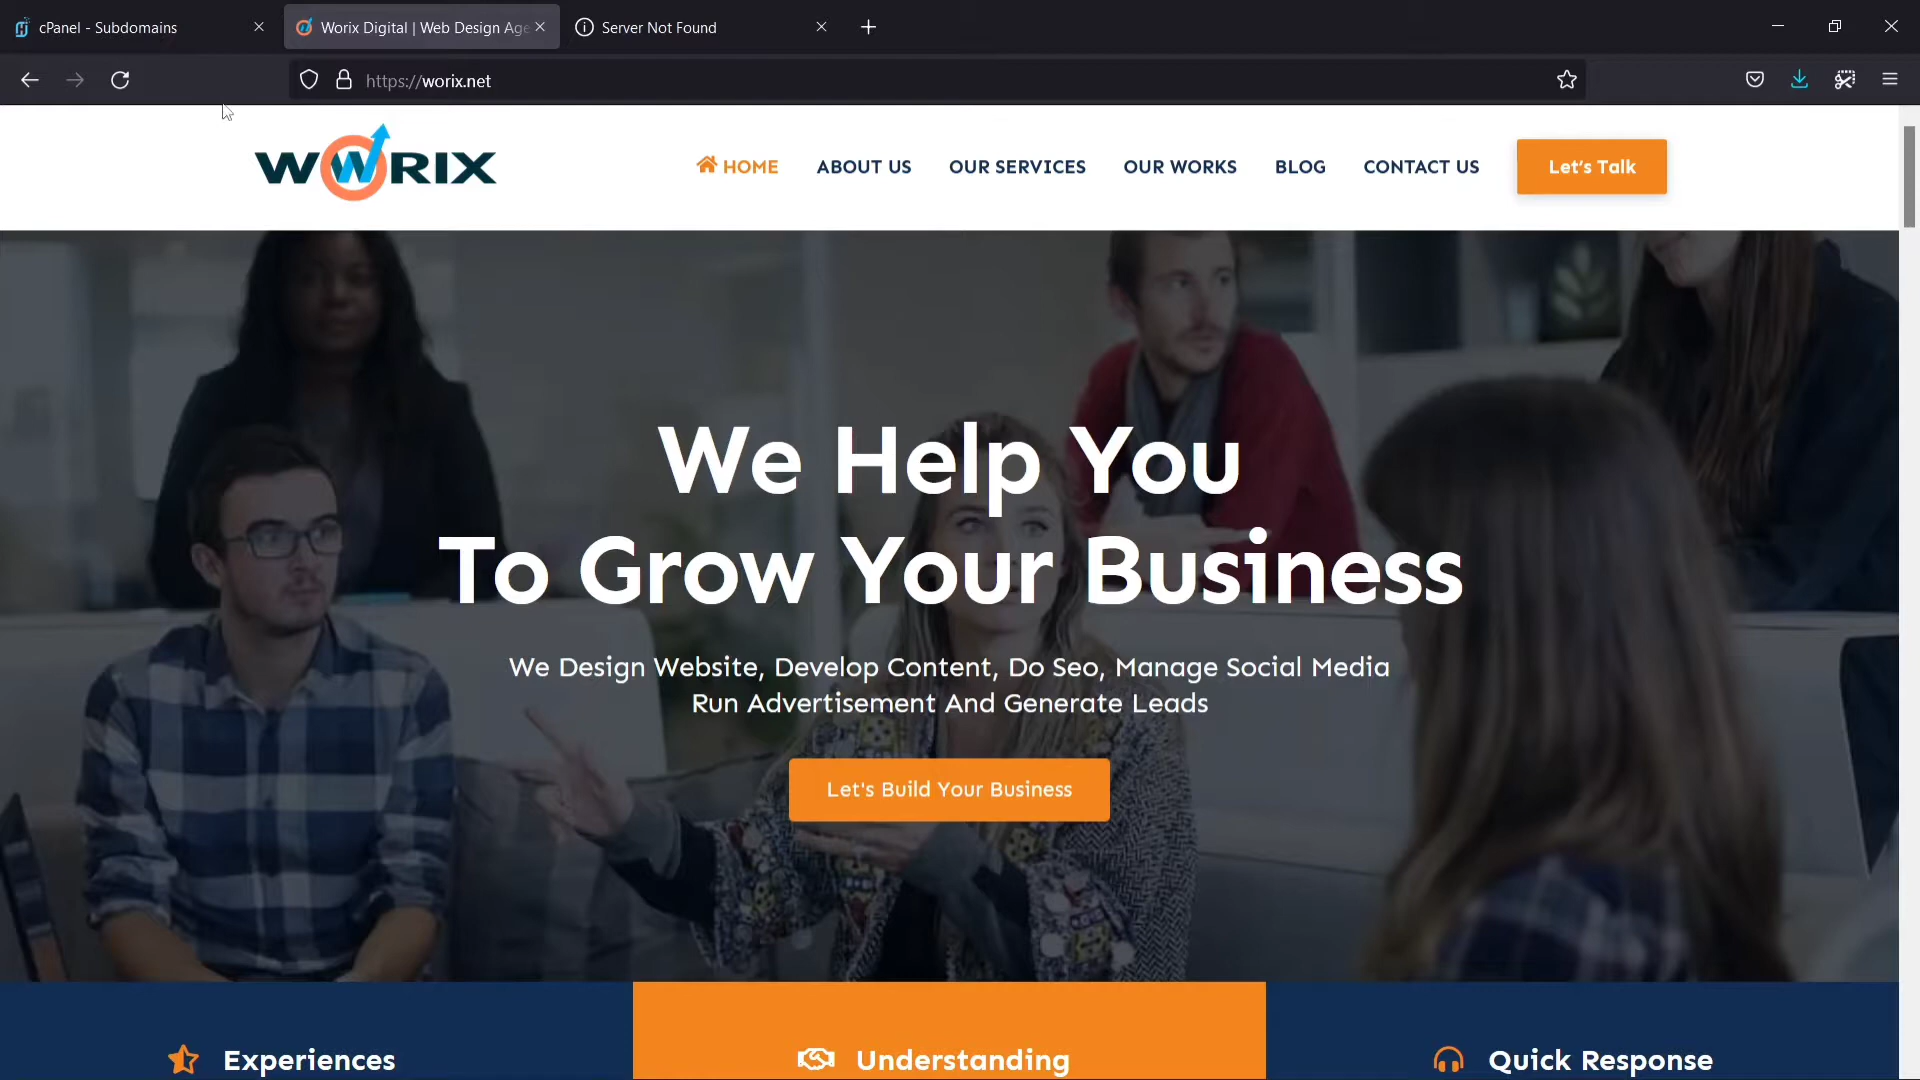 cPanel - Subdomains
Worix Digital | Web Design Age
Server Not Found
https://worix.net
WORIX
HOME
ABOUT US
OUR SERVICES
OUR WORKS
BLOG
CONTACT US
Let's Talk
We Help You
To Grow Your Business
We Design Website, Develop Content, Do Seo, Manage Social Media
Run Advertisement And Generate Leads
Let's Build Your Business
Experiences
Understanding
Quick Response